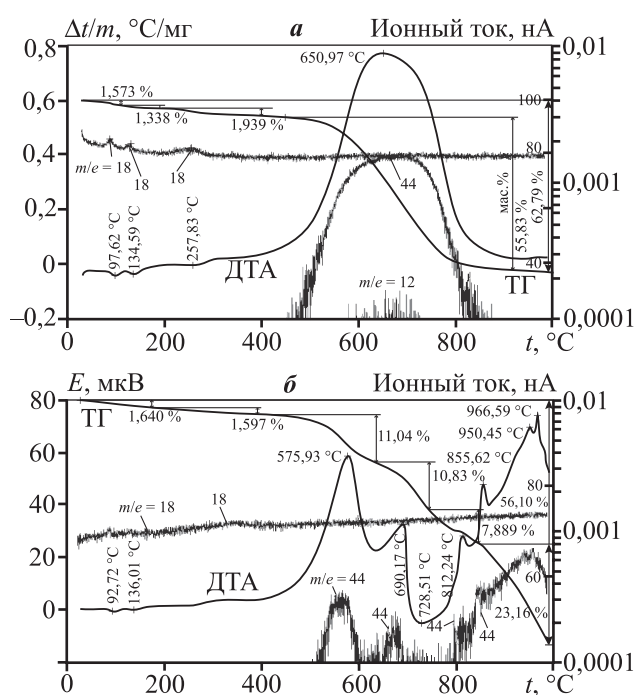 Δt/m, °C/мг а Ионный ток, нА
0,8 0,01
650,97 °C
1,573 %
0,6 100
1,338 % 1,939 %
80
0,4
m/e = 18 18 18 44
0,001
0,2
мас.%
55,83 %
62,79 %
97,62 °C
134,59 °C
257,83 °C
ДТА
0 40
m/e = 12 ТГ
–0,2 0,0001
0 200 400 600 800 t, °C
E, мкВ б Ионный ток, нА
80 0,01
ТГ
966,59 °C
1,640 % 1,597 % 950,45 °C
11,04 %
60 575,93 °C 855,62 °C
10,83 %
80
56,10 %
40
m/e = 18 18
7,889 %
0,001
20
92,72 °C
136,01 °C
690,17 °C
728,51 °C
812,24 °C
ДТА
m/e = 44
60
0 44 44 44 23,16 %
0,0001
0 200 400 600 800 t, °C